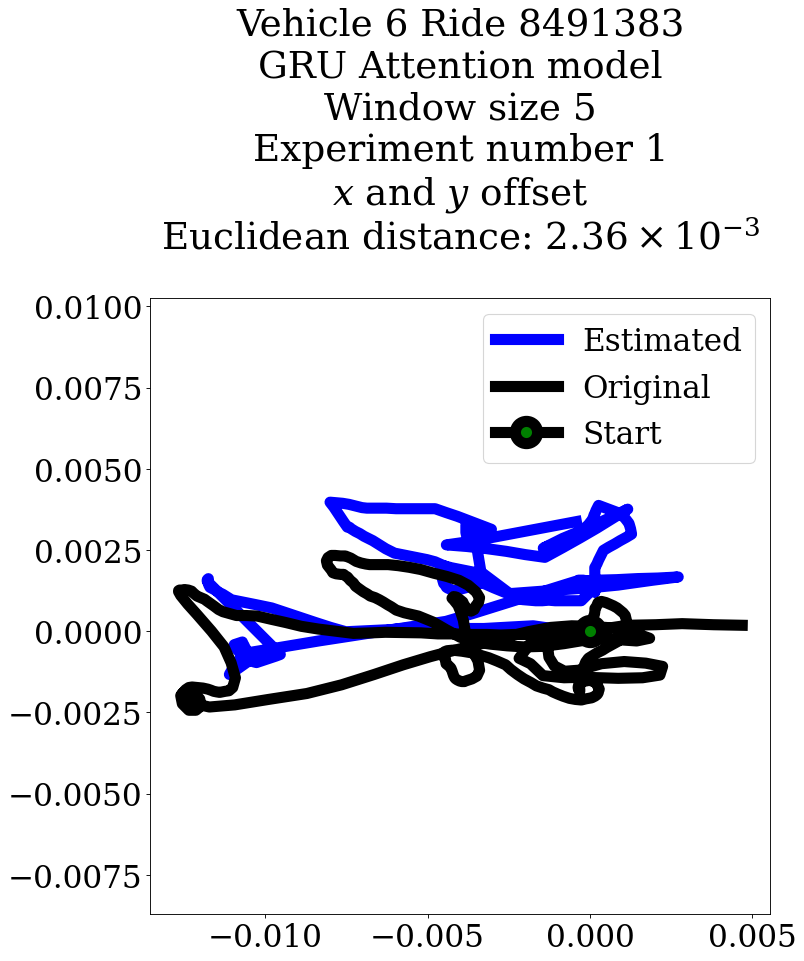 Vehicle 6 Ride 8491383
GRU Attention model
Window size 5
Experiment number 1
x and y offset
Euclidean distance: 2.36 × 10⁻³
Estimated
Original
Start
0.0100
0.0075
0.0050
0.0025
0.0000
−0.0025
−0.0050
−0.0075
−0.010
−0.005
0.000
0.005